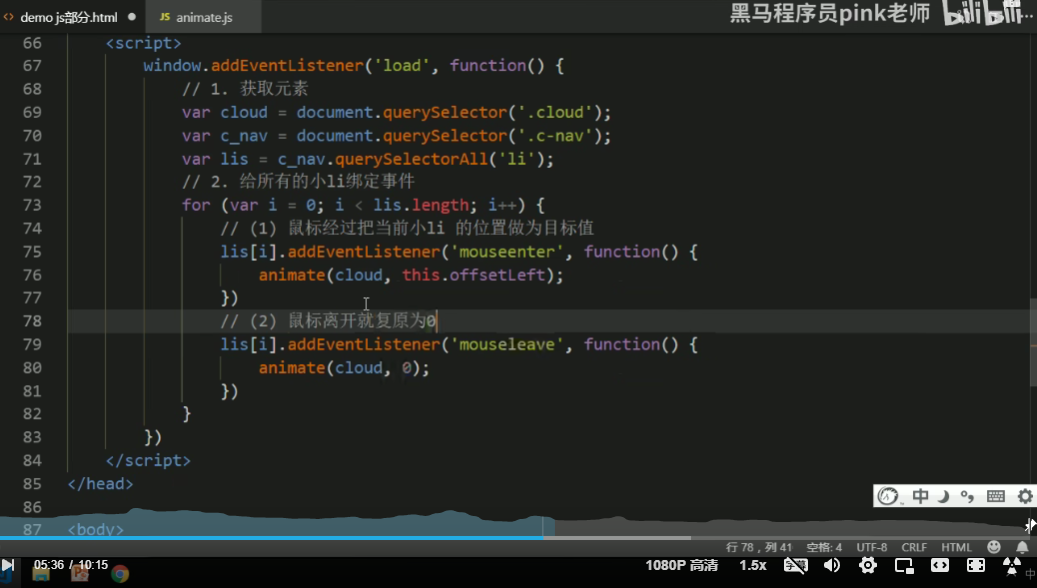 demo js部分.html
JS animate.js
黑马程序员pink老师 bilibili
66 <script>
67 window.addEventListener('load', function() {
68 // 1. 获取元素
69 var cloud = document.querySelector('.cloud');
70 var c_nav = document.querySelector('.c-nav');
71 var lis = c_nav.querySelectorAll('li');
72 // 2. 给所有的小li绑定事件
73 for (var i = 0; i < lis.length; i++) {
74 // (1) 鼠标经过把当前小li 的位置做为目标值
75 lis[i].addEventListener('mouseenter', function() {
76 animate(cloud, this.offsetLeft);
77 })
78 // (2) 鼠标离开就复原为0
79 lis[i].addEventListener('mouseleave', function() {
80 animate(cloud, 0);
81 })
82 }
83 })
84 </script>
85 </head>
86
87 <body>
中
行 78，列 41 空格: 4 UTF-8 CRLF HTML
05:36 / 10:15 1080P 高清 1.5x
中